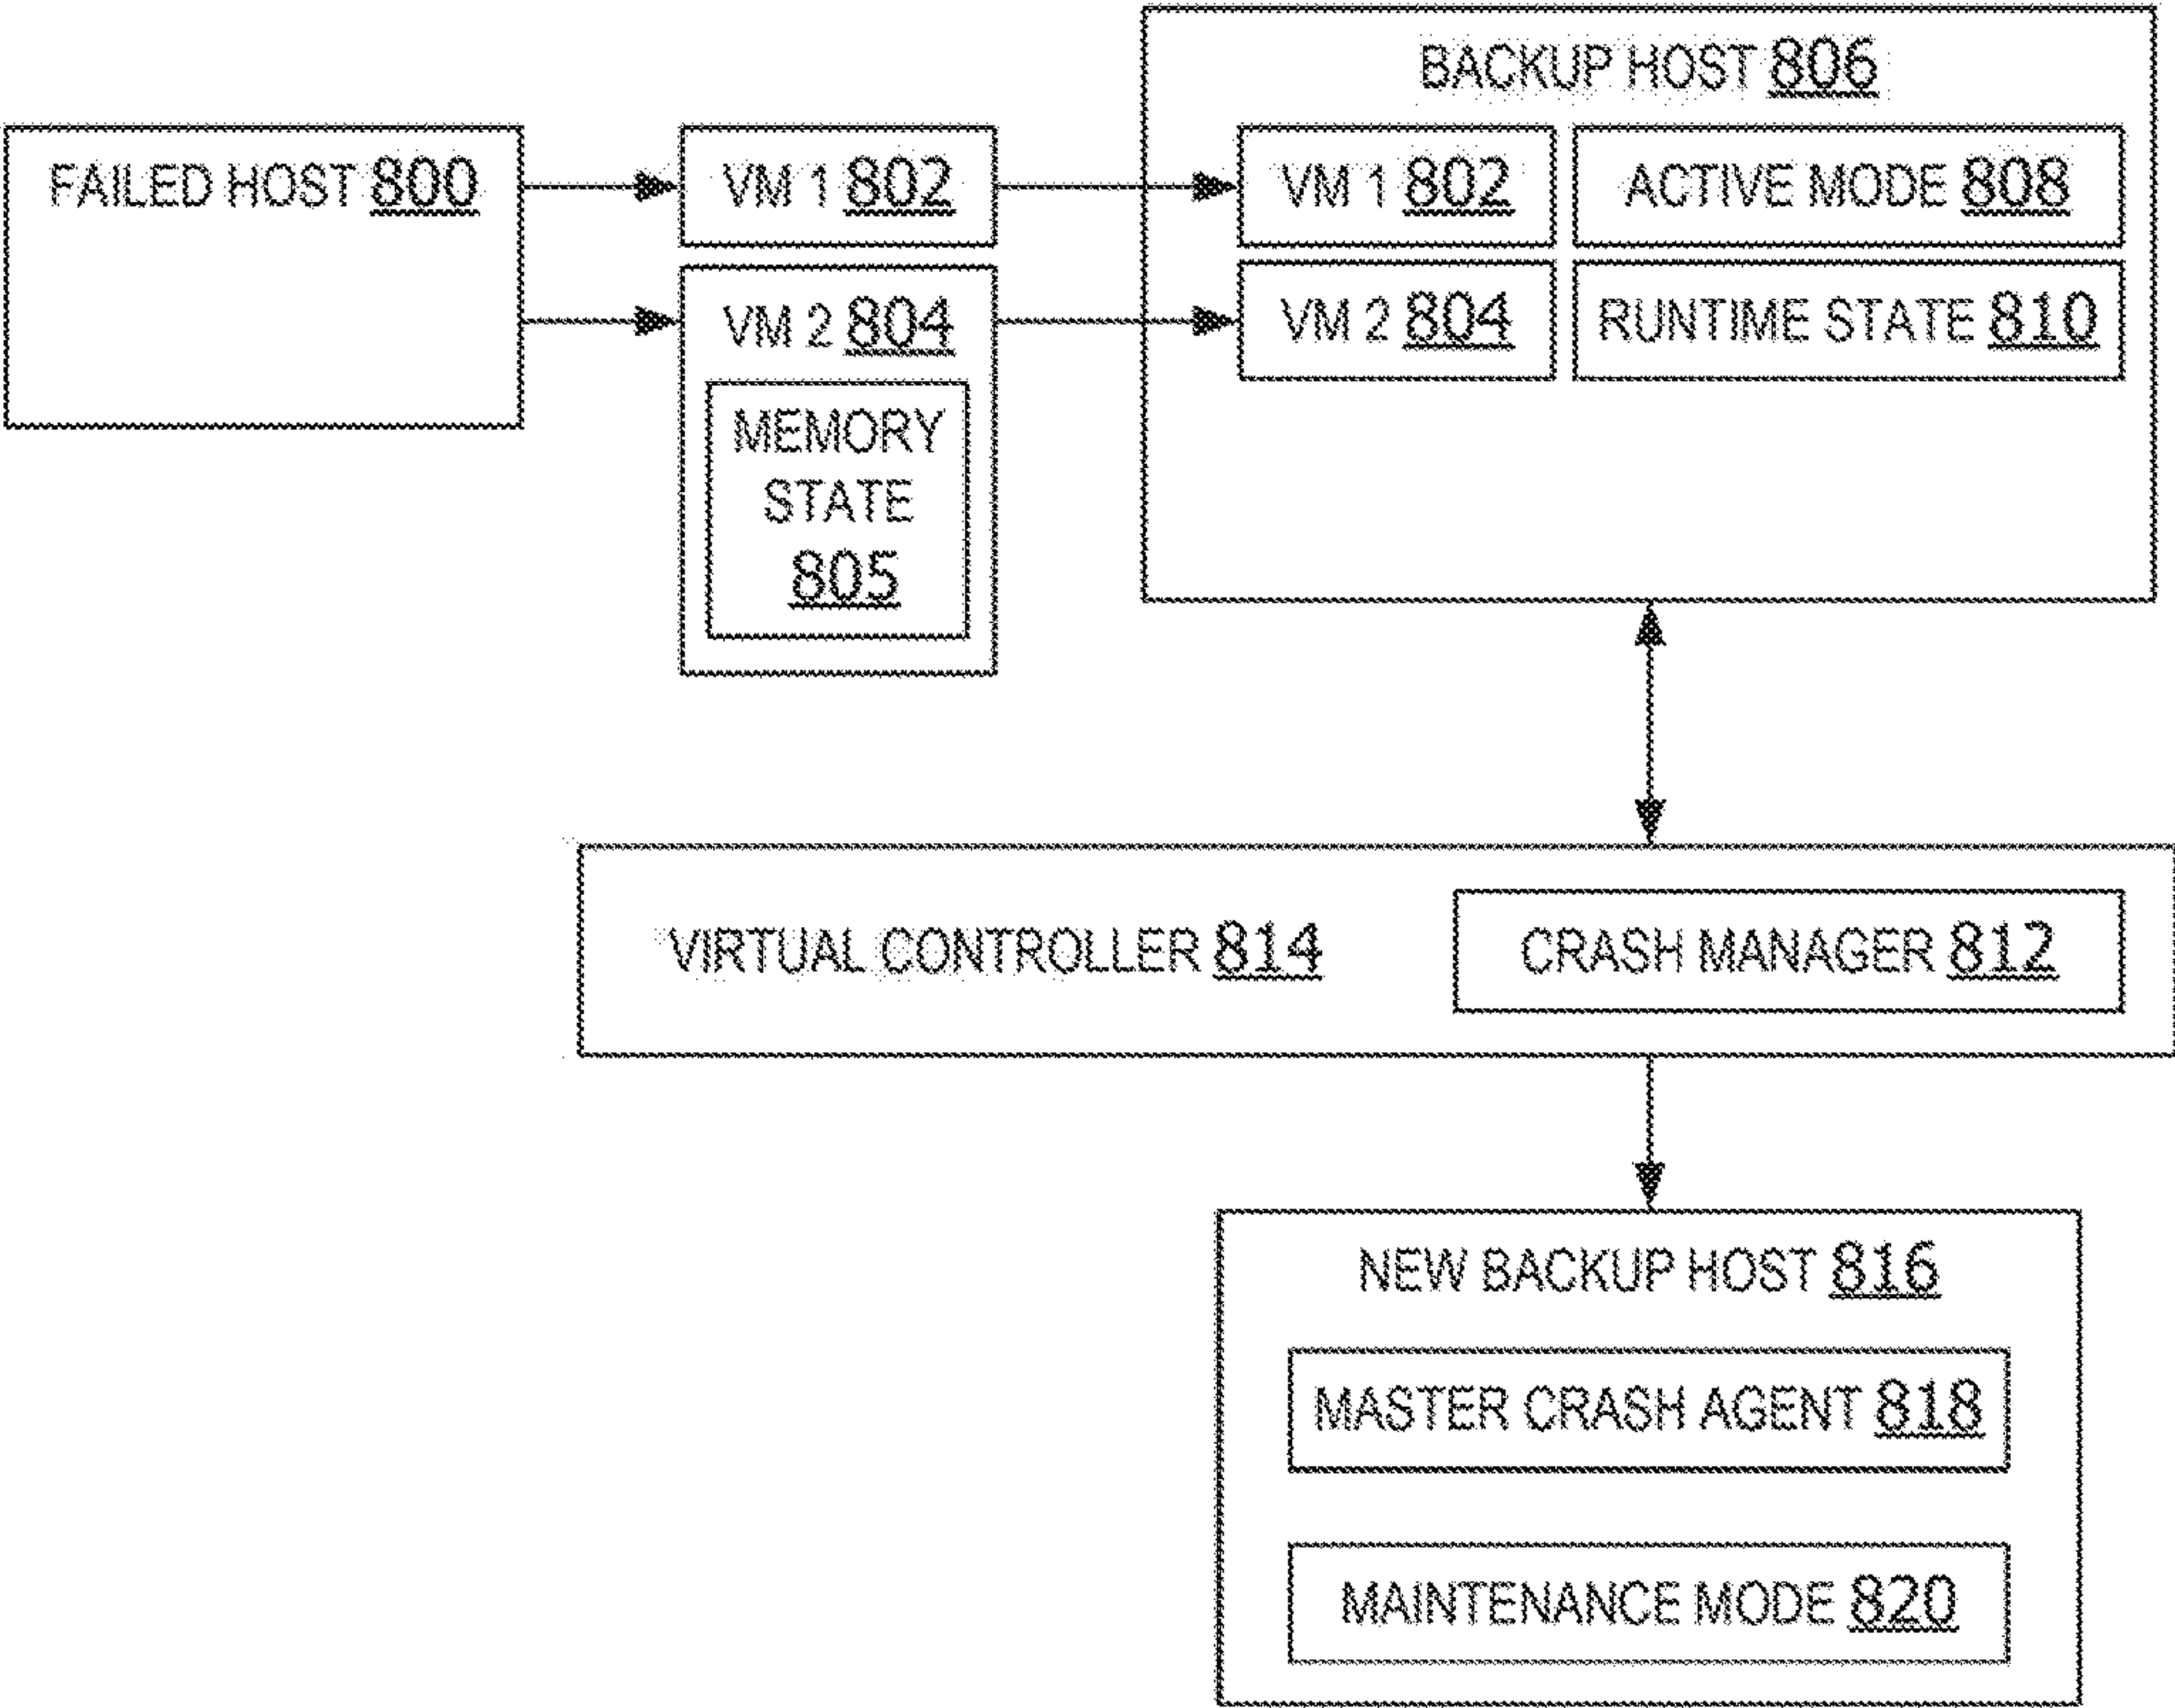 BACKUP HOST 806
FAILED HOST 800
VM 1 802
VM 1 802
ACTIVE MODE 808
VM 2 804
VM 2 804
RUNTIME STATE 810
MEMORY
STATE
805
VIRTUAL CONTROLLER 814
CRASH MANAGER 812
NEW BACKUP HOST 816
MASTER CRASH AGENT 818
MAINTENANCE MODE 820